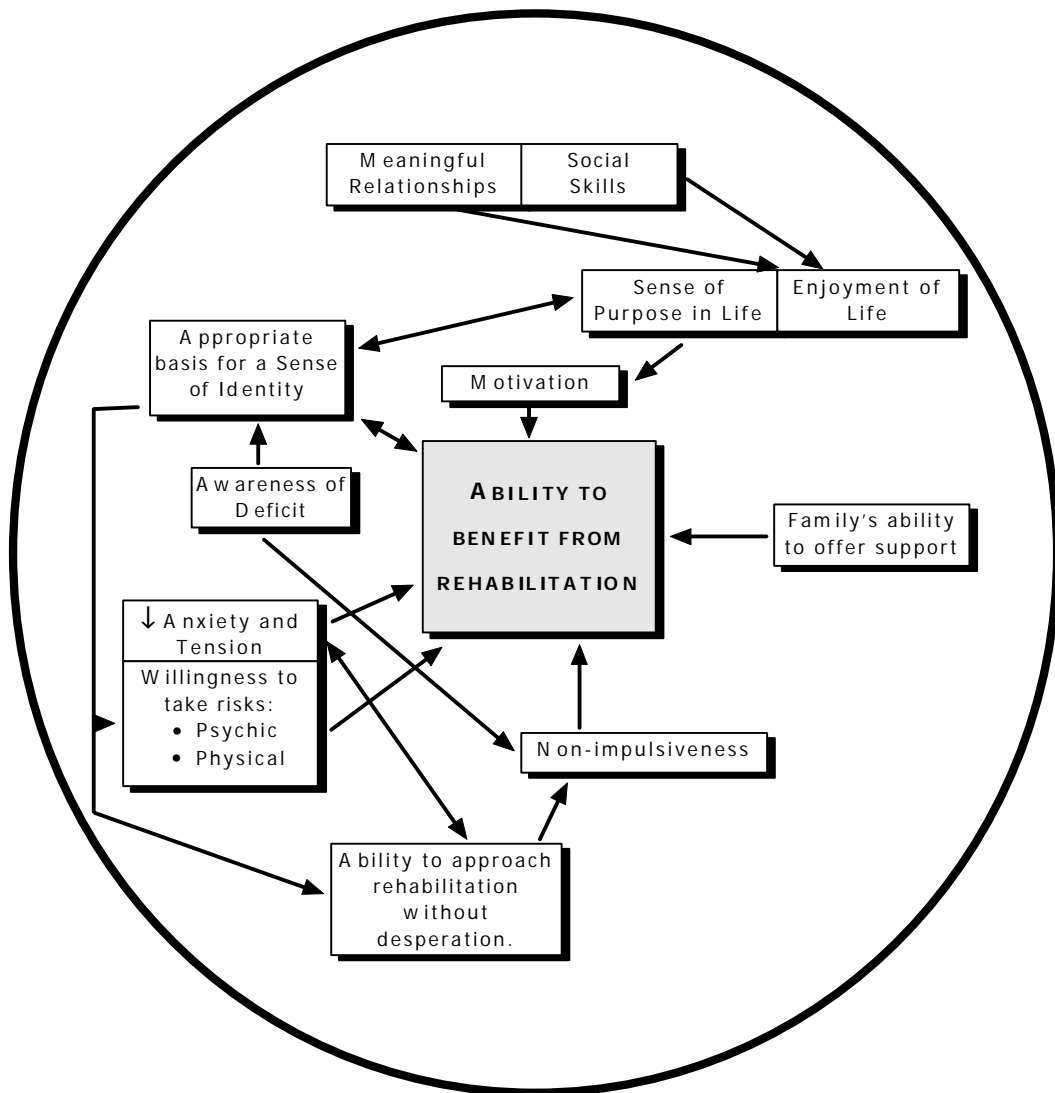 Meaningful
Relationships
Social
Skills
Sense of
Purpose in Life
Enjoyment of
Life
Appropriate
basis for a Sense
of Identity
Motivation
Awareness of
Deficit
ABILITY TO
BENEFIT FROM
REHABILITATION
Family's ability
to offer support
↓ Anxiety and
Tension
Willingness to
take risks:
• Psychic
• Physical
Non-impulsiveness
Ability to approach
rehabilitation
without
desperation.